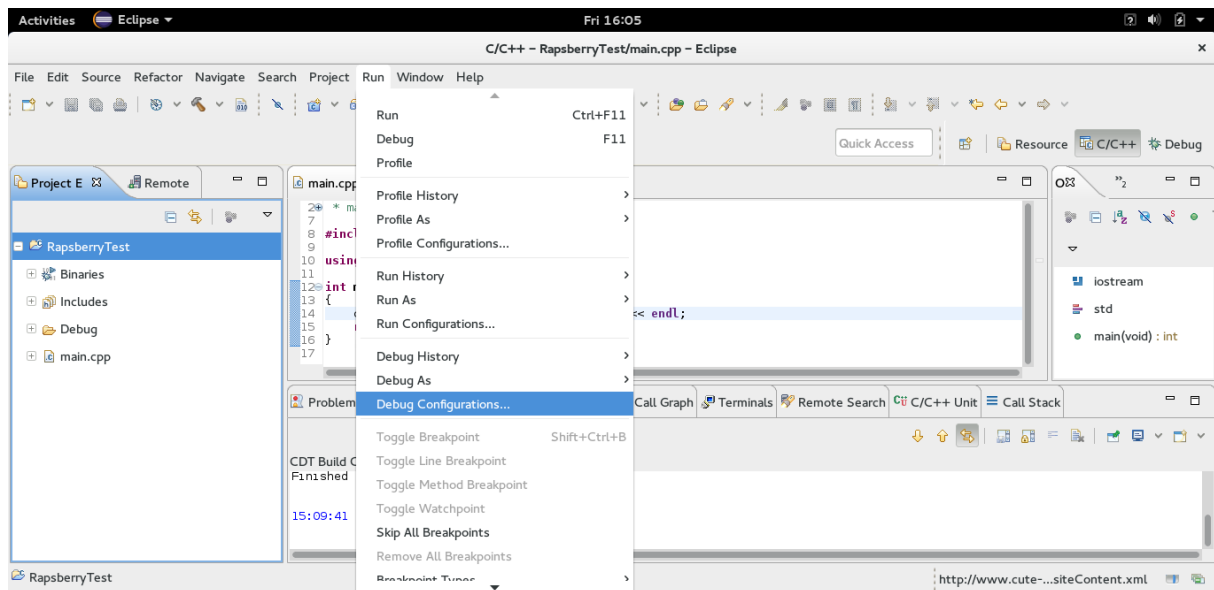 Activities Eclipse Fri 16:05
C/C++ – RapsberryTest/main.cpp – Eclipse
File Edit Source Refactor Navigate Search Project Run Window Help
Quick Access Resource C/C++ Debug
Project E Remote
RapsberryTest
Binaries
Includes
Debug
main.cpp
Run Ctrl+F11
Debug F11
Profile
Profile History
Profile As
Profile Configurations...
Run History
Run As
Run Configurations...
Debug History
Debug As
Debug Configurations...
Toggle Breakpoint Shift+Ctrl+B
Toggle Line Breakpoint
Toggle Method Breakpoint
Toggle Watchpoint
Skip All Breakpoints
Remove All Breakpoints
Breakpoint Types
main.cpp
2 * m
7
8 #incl
9
10 using
11
12 int
13 {
14 << endl;
15
16 }
17
O 2
iostream
std
main(void) : int
Problem Call Graph Terminals Remote Search C/C++ Unit Call Stack
CDT Build C
Finished
15:09:41
RapsberryTest http://www.cute-...siteContent.xml